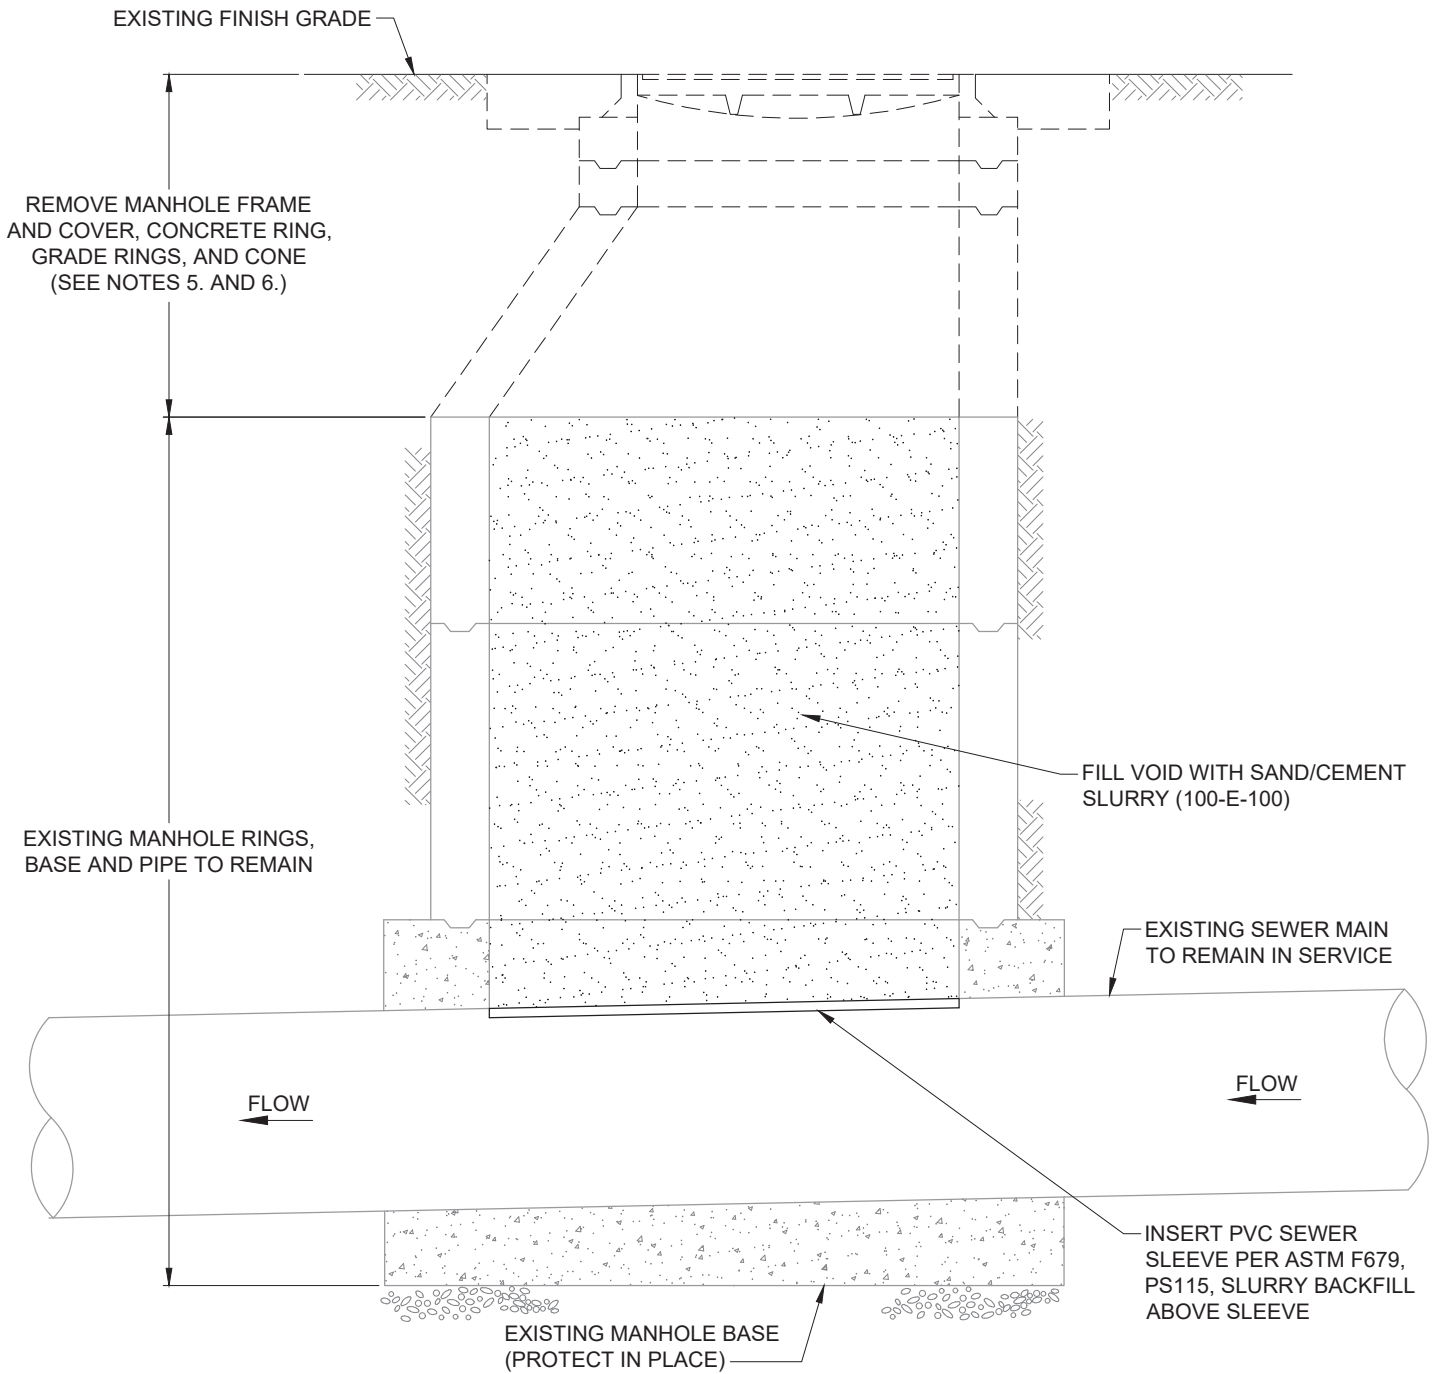 EXISTING FINISH GRADE
REMOVE MANHOLE FRAME
AND COVER, CONCRETE RING,
GRADE RINGS, AND CONE
(SEE NOTES 5. AND 6.)
FILL VOID WITH SAND/CEMENT
SLURRY (100-E-100)
EXISTING MANHOLE RINGS,
BASE AND PIPE TO REMAIN
EXISTING SEWER MAIN
TO REMAIN IN SERVICE
FLOW
FLOW
INSERT PVC SEWER
SLEEVE PER ASTM F679,
PS115, SLURRY BACKFILL
ABOVE SLEEVE
EXISTING MANHOLE BASE
(PROTECT IN PLACE)